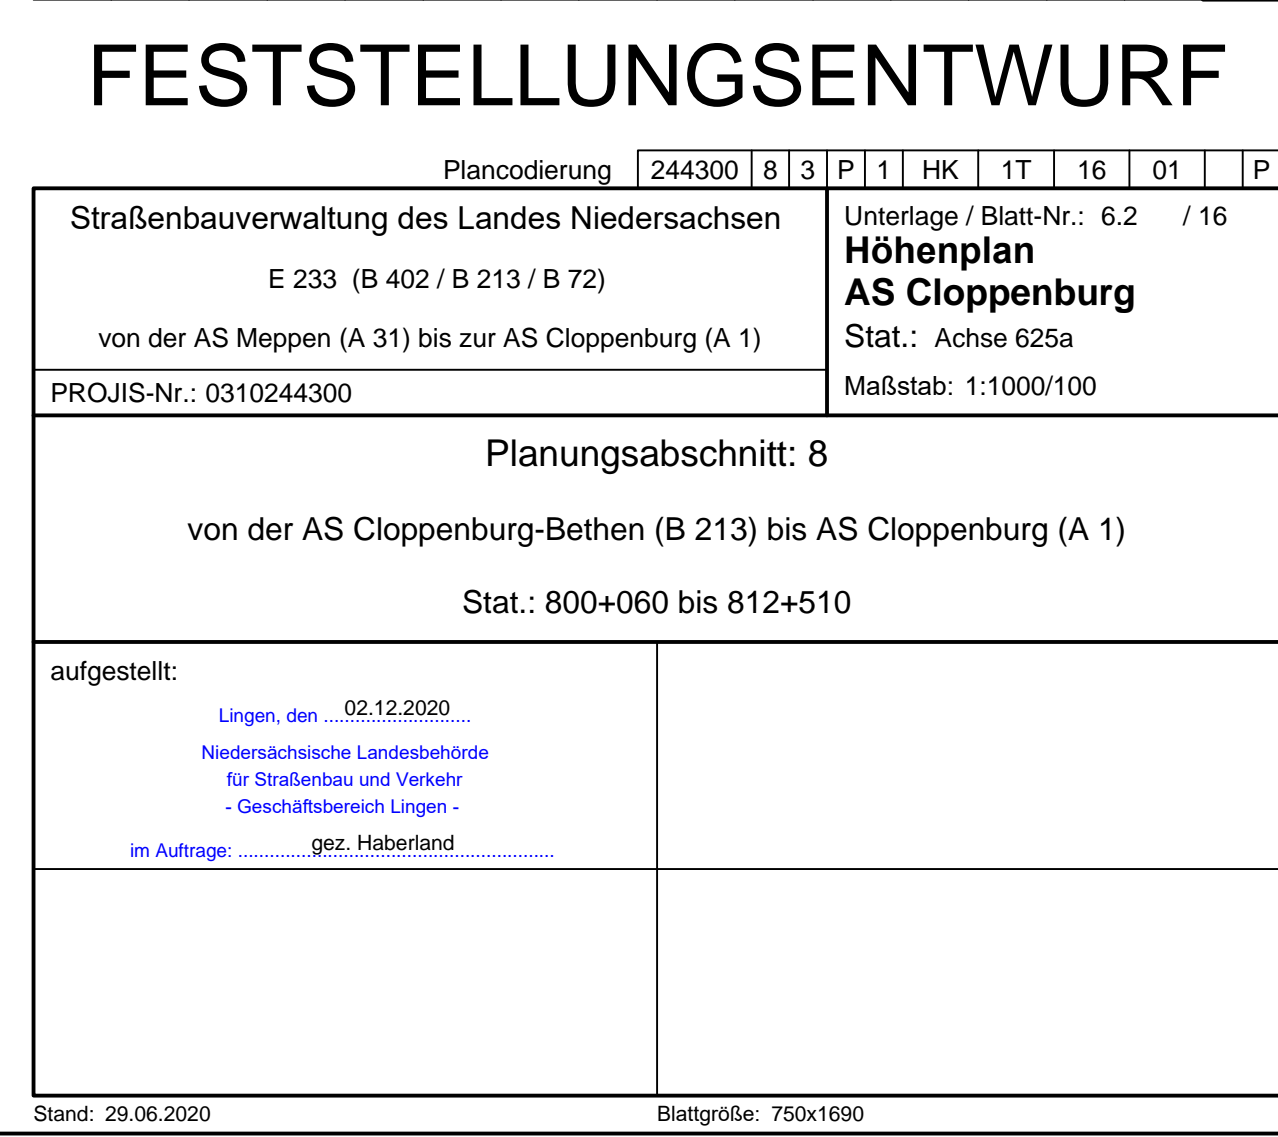 FESTSTELLUNGSENTWURF
Plancodierung 244300 8 3 P 1 HK 1T 16 01 P
Straßenbauverwaltung des Landes Niedersachsen
E 233 (B 402 / B 213 / B 72)
von der AS Meppen (A 31) bis zur AS Cloppenburg (A 1)
PROJIS-Nr.: 0310244300
Unterlage / Blatt-Nr.: 6.2 / 16
Höhenplan
AS Cloppenburg
Stat.: Achse 625a
Maßstab: 1:1000/100
Planungsabschnitt: 8
von der AS Cloppenburg-Bethen (B 213) bis AS Cloppenburg (A 1)
Stat.: 800+060 bis 812+510
aufgestellt:
Lingen, den 02.12.2020
Niedersächsische Landesbehörde
für Straßenbau und Verkehr
- Geschäftsbereich Lingen -
im Auftrage: gez. Haberland
Stand: 29.06.2020
Blattgröße: 750x1690